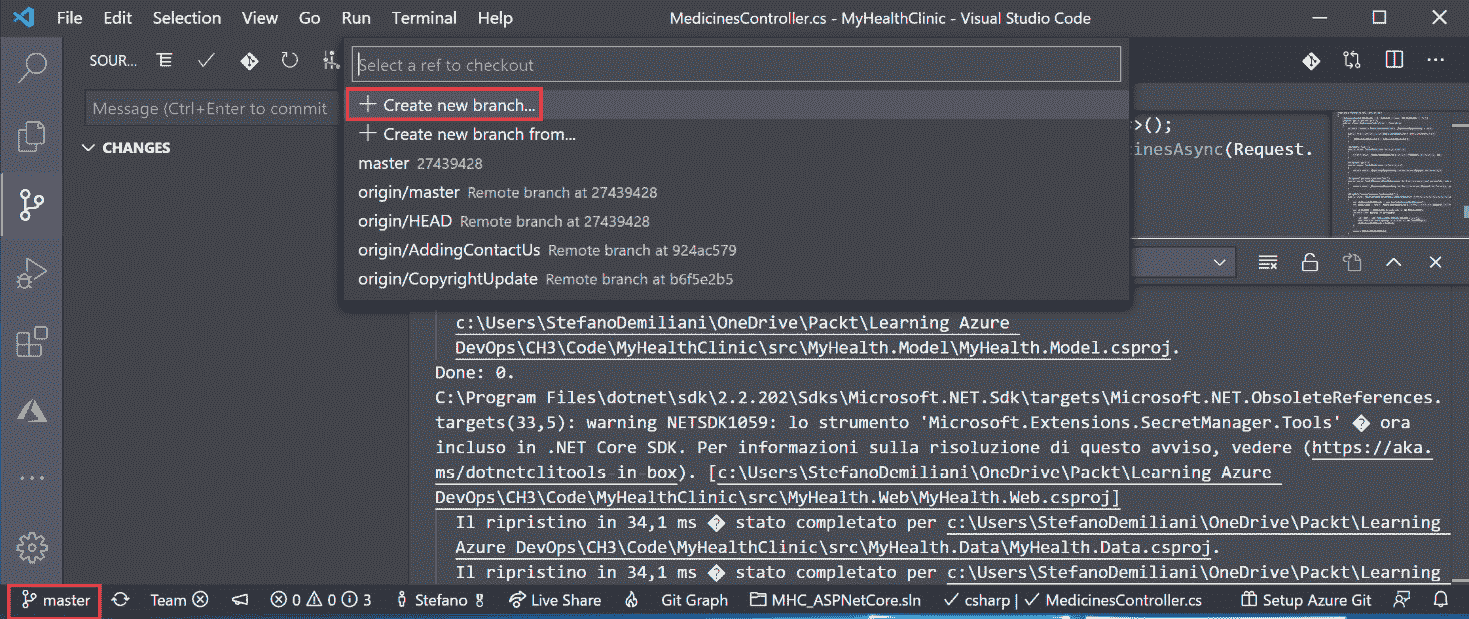 File Edit Selection View Go Run Terminal Help MedicinesController.cs - MyHealthClinic - Visual Studio Code
SOUR...
Select a ref to checkout
Message (Ctrl+Enter to commit
Create new branch...
Create new branch from...
CHANGES
master 27439428
origin/master Remote branch at 27439428
origin/HEAD Remote branch at 27439428
origin/AddingContactUs Remote branch at 924ac579
origin/CopyrightUpdate Remote branch at b6f5e2b5
>();
inesAsync(Request.
c:\Users\StefanoDemiliani\OneDrive\Packt\Learning Azure
DevOps\CH3\Code\MyHealthClinic\src\MyHealth.Model\MyHealth.Model.csproj.
Done: 0.
C:\Program Files\dotnet\sdk\2.2.202\Sdks\Microsoft.NET.Sdk\targets\Microsoft.NET.ObsoleteReferences.
targets(33,5): warning NETSDK1059: lo strumento 'Microsoft.Extensions.SecretManager.Tools' � ora
incluso in .NET Core SDK. Per informazioni sulla risoluzione di questo avviso, vedere (https://aka.
ms/dotnetclitools-in-box). [c:\Users\StefanoDemiliani\OneDrive\Packt\Learning Azure
DevOps\CH3\Code\MyHealthClinic\src\MyHealth.Web\MyHealth.Web.csproj]
Il ripristino in 34,1 ms � stato completato per c:\Users\StefanoDemiliani\OneDrive\Packt\Learning
Azure DevOps\CH3\Code\MyHealthClinic\src\MyHealth.Data\MyHealth.Data.csproj.
Il ripristino in 34,1 ms � stato completato per c:\Users\StefanoDemiliani\OneDrive\Packt\Learning
master Team 0 0 3 Stefano Live Share Git Graph MHC_ASPNetCore.sln csharp | MedicinesController.cs Setup Azure Git